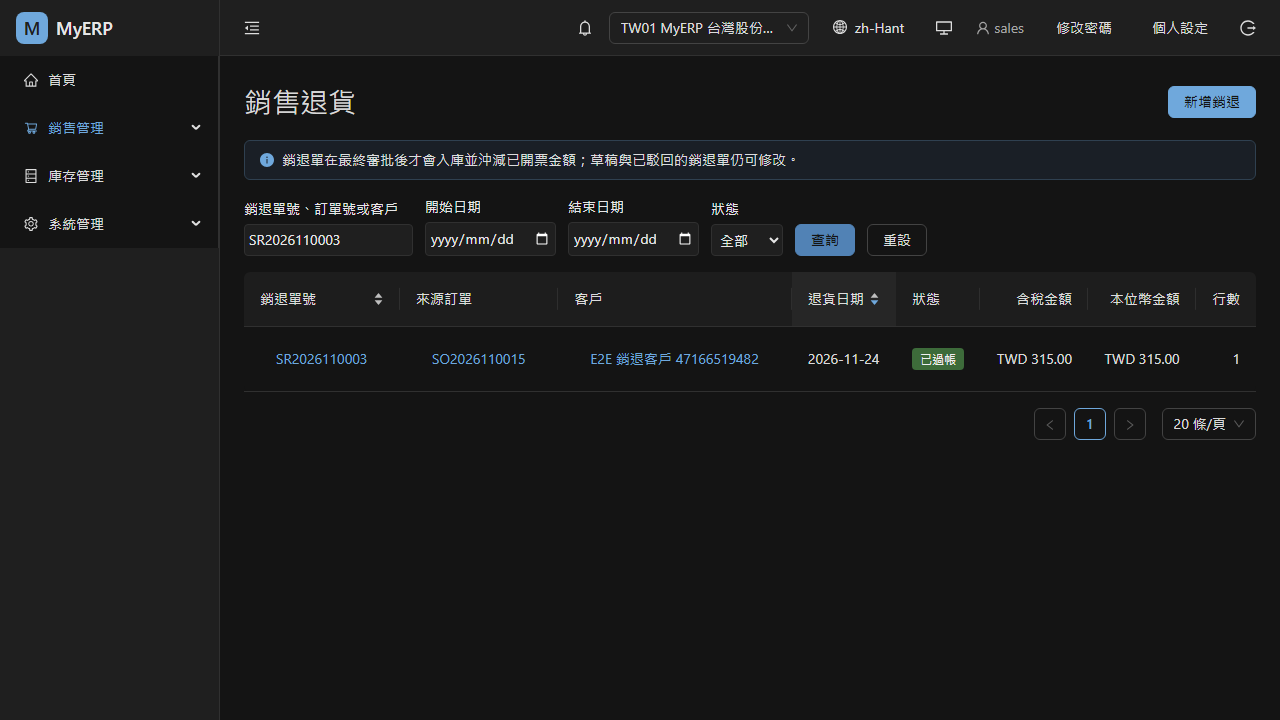 M MyERP
TW01 MyERP 台灣股份... zh-Hant sales 修改密碼 個人設定
首頁
銷售管理
庫存管理
系統管理
銷售退貨
新增銷退
銷退單在最終審批後才會入庫並沖減已開票金額；草稿與已駁回的銷退單仍可修改。
銷退單號、訂單號或客戶 開始日期 結束日期 狀態
SR2026110003 yyyy/mm/dd yyyy/mm/dd 全部 查詢 重設
銷退單號 來源訂單 客戶 退貨日期 狀態 含稅金額 本位幣金額 行數
SR2026110003 SO2026110015 E2E 銷退客戶 47166519482 2026-11-24 已過帳 TWD 315.00 TWD 315.00 1
< 1 > 20 條/頁